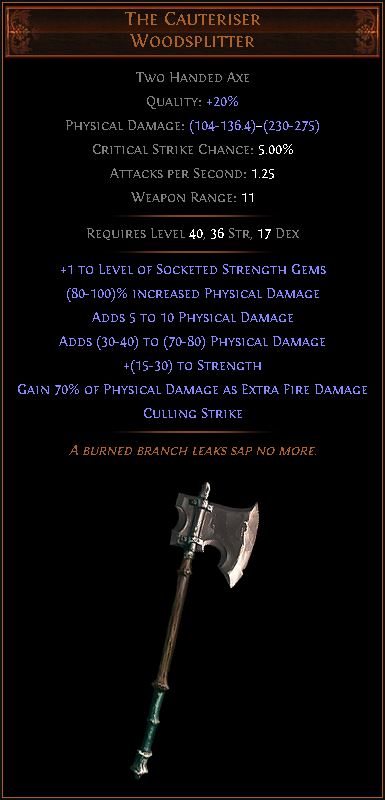 The Cauteriser
Woodsplitter
Two Handed Axe
Quality: +20%
Physical Damage: (104-136.4)–(230-275)
Critical Strike Chance: 5.00%
Attacks per Second: 1.25
Weapon Range: 11
Requires Level 40, 36 Str, 17 Dex
+1 to Level of Socketed Strength Gems
(80-100)% increased Physical Damage
Adds 5 to 10 Physical Damage
Adds (30-40) to (70-80) Physical Damage
+(15-30) to Strength
Gain 70% of Physical Damage as Extra Fire Damage
Culling Strike
A burned branch leaks sap no more.